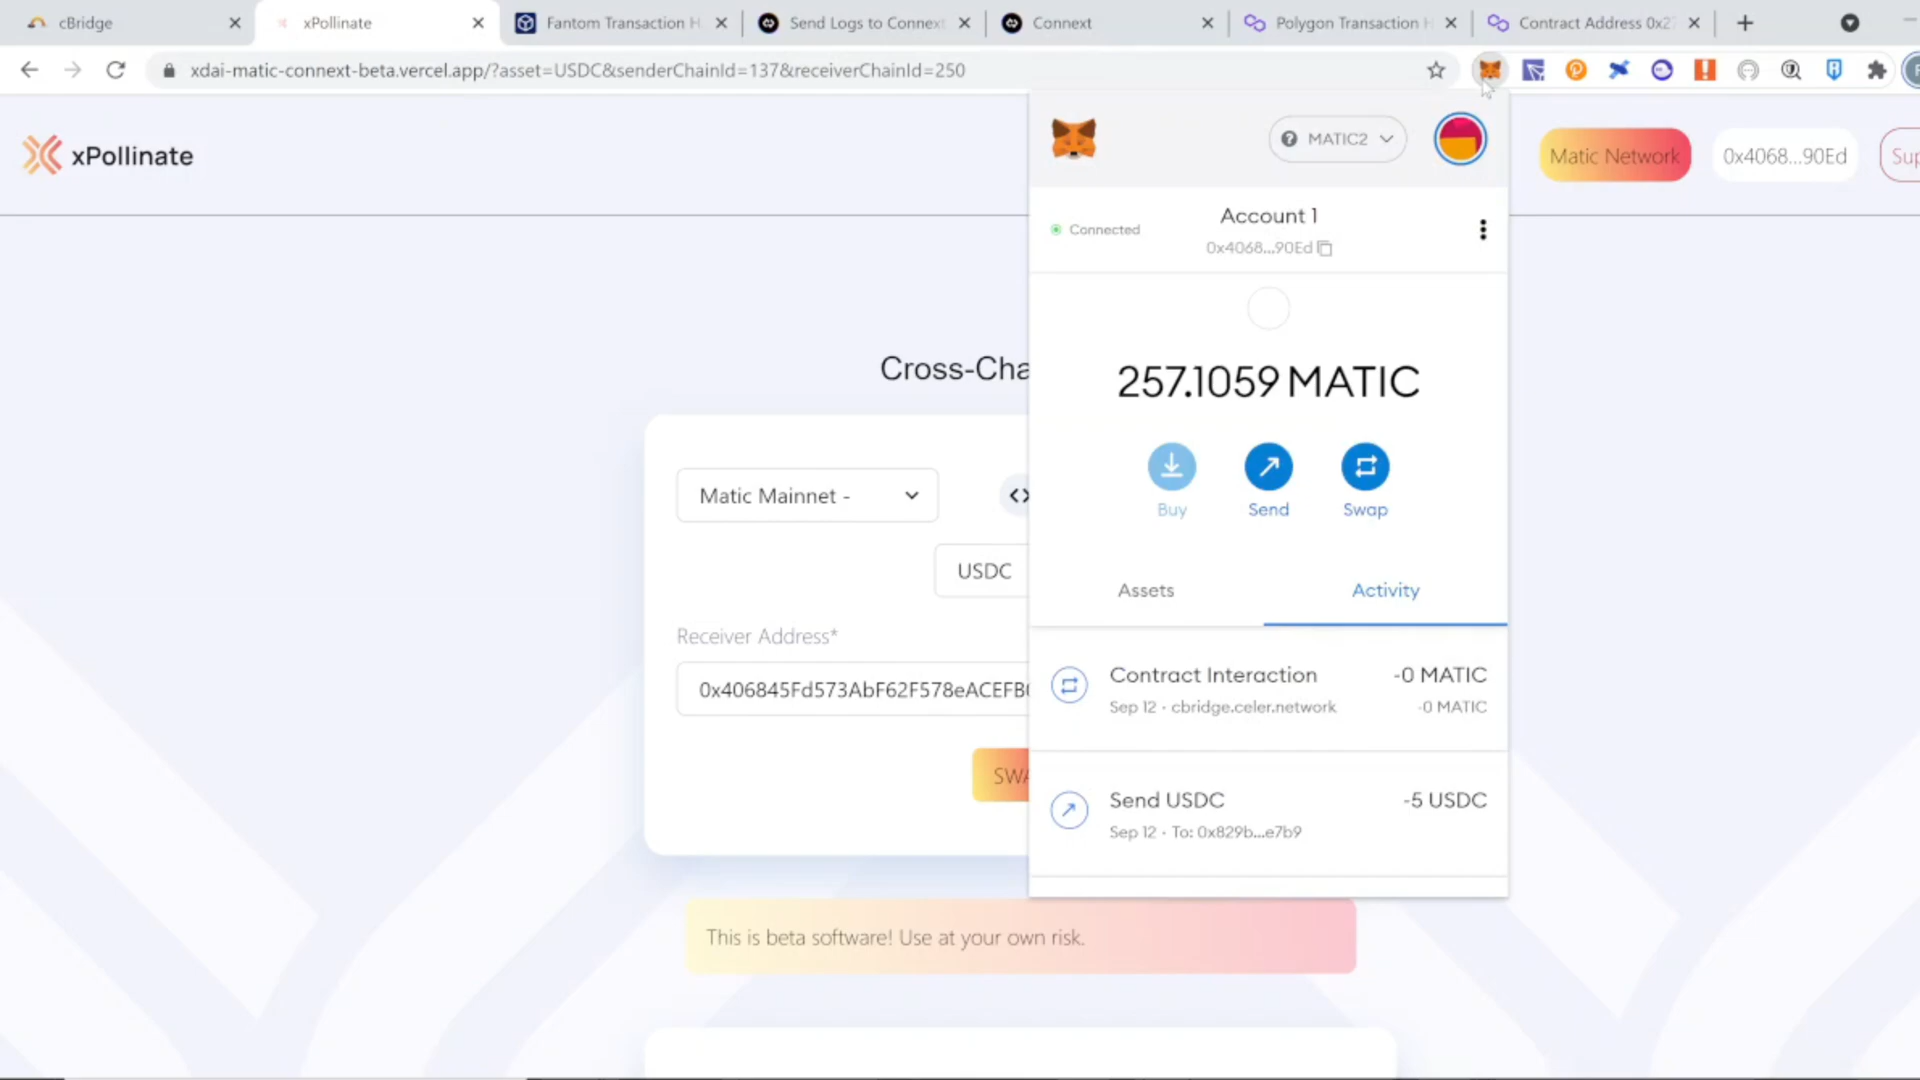 cBridge
xPollinate
Fantom Transaction H
Send Logs to Connext
Connext
Polygon Transaction H
Contract Address 0x27
xdai-matic-connext-beta.vercel.app/?asset=USDC&senderChainId=137&receiverChainId=250
xPollinate
MATIC2
Matic Network
0x4068...90Ed
Sup
Connected
Account 1
0x4068...90Ed
257.1059 MATIC
Cross-Cha
Matic Mainnet -
Buy
Send
Swap
USDC
Assets
Activity
Receiver Address*
0x406845Fd573AbF62F578eACEFB
Contract Interaction
-0 MATIC
Sep 12 · cbridge.celer.network
-0 MATIC
SWA
Send USDC
-5 USDC
Sep 12 · To: 0x829b...e7b9
This is beta software! Use at your own risk.